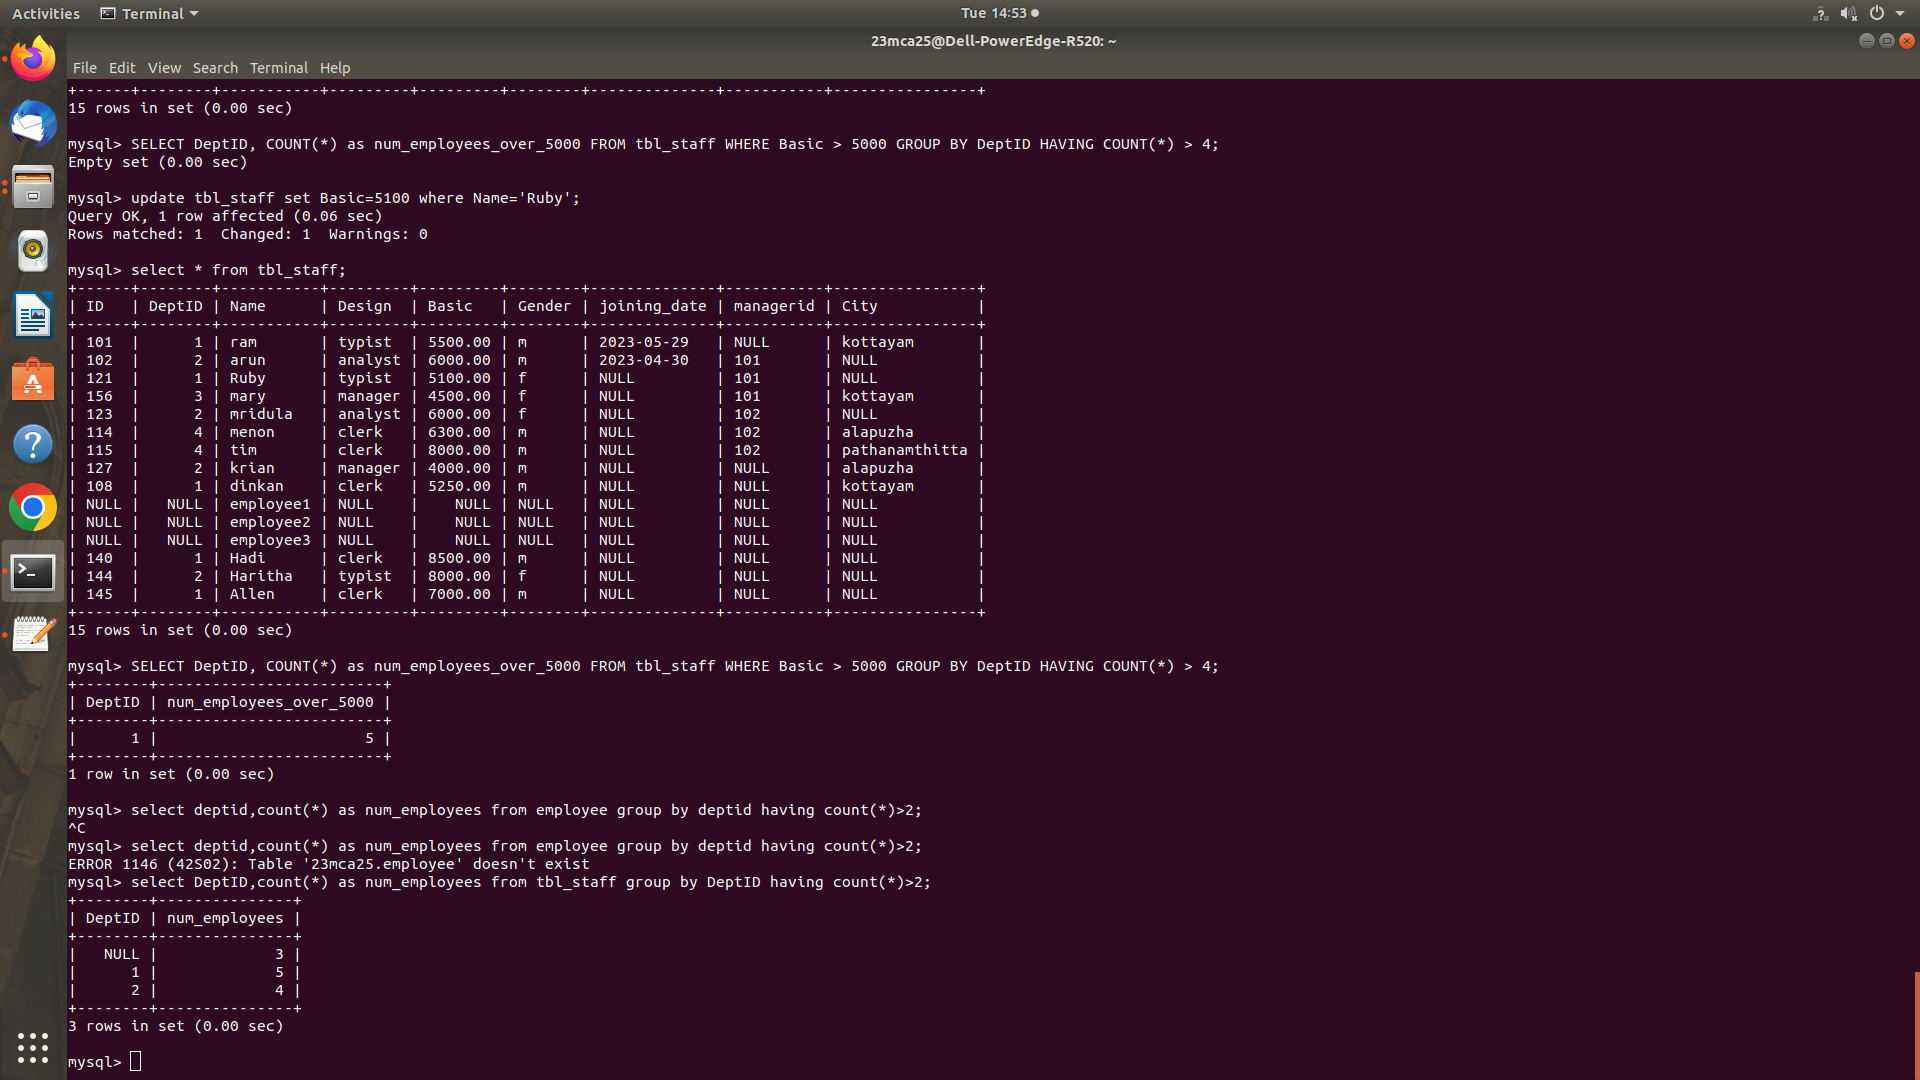 Activities Terminal Tue 14:53
23mca25@Dell-PowerEdge-R520: ~
File Edit View Search Terminal Help
+------+--------+-----------+---------+---------+--------+--------------+-----------+----------------+
15 rows in set (0.00 sec)
mysql> SELECT DeptID, COUNT(*) as num_employees_over_5000 FROM tbl_staff WHERE Basic > 5000 GROUP BY DeptID HAVING COUNT(*) > 4;
Empty set (0.00 sec)
mysql> update tbl_staff set Basic=5100 where Name='Ruby';
Query OK, 1 row affected (0.06 sec)
Rows matched: 1  Changed: 1  Warnings: 0
mysql> select * from tbl_staff;
+------+--------+-----------+---------+---------+--------+--------------+-----------+----------------+
| ID   | DeptID | Name      | Design  | Basic   | Gender | joining_date | managerid | City           |
+------+--------+-----------+---------+---------+--------+--------------+-----------+----------------+
| 101  |      1 | ram       | typist  | 5500.00 | m      | 2023-05-29   | NULL      | kottayam       |
| 102  |      2 | arun      | analyst | 6000.00 | m      | 2023-04-30   | 101       | NULL           |
| 121  |      1 | Ruby      | typist  | 5100.00 | f      | NULL         | 101       | NULL           |
| 156  |      3 | mary      | manager | 4500.00 | f      | NULL         | 101       | kottayam       |
| 123  |      2 | mridula   | analyst | 6000.00 | f      | NULL         | 102       | NULL           |
| 114  |      4 | menon     | clerk   | 6300.00 | m      | NULL         | 102       | alapuzha       |
| 115  |      4 | tim       | clerk   | 8000.00 | m      | NULL         | 102       | pathanamthitta |
| 127  |      2 | krian     | manager | 4000.00 | m      | NULL         | NULL      | alapuzha       |
| 108  |      1 | dinkan    | clerk   | 5250.00 | m      | NULL         | NULL      | kottayam       |
| NULL |   NULL | employee1 | NULL    |    NULL | NULL   | NULL         | NULL      | NULL           |
| NULL |   NULL | employee2 | NULL    |    NULL | NULL   | NULL         | NULL      | NULL           |
| NULL |   NULL | employee3 | NULL    |    NULL | NULL   | NULL         | NULL      | NULL           |
| 140  |      1 | Hadi      | clerk   | 8500.00 | m      | NULL         | NULL      | NULL           |
| 144  |      2 | Haritha   | typist  | 8000.00 | f      | NULL         | NULL      | NULL           |
| 145  |      1 | Allen     | clerk   | 7000.00 | m      | NULL         | NULL      | NULL           |
+------+--------+-----------+---------+---------+--------+--------------+-----------+----------------+
15 rows in set (0.00 sec)
mysql> SELECT DeptID, COUNT(*) as num_employees_over_5000 FROM tbl_staff WHERE Basic > 5000 GROUP BY DeptID HAVING COUNT(*) > 4;
+--------+-------------------------+
| DeptID | num_employees_over_5000 |
+--------+-------------------------+
|      1 |                       5 |
+--------+-------------------------+
1 row in set (0.00 sec)
mysql> select deptid,count(*) as num_employees from employee group by deptid having count(*)>2;
^C
mysql> select deptid,count(*) as num_employees from employee group by deptid having count(*)>2;
ERROR 1146 (42S02): Table '23mca25.employee' doesn't exist
mysql> select DeptID,count(*) as num_employees from tbl_staff group by DeptID having count(*)>2;
+--------+---------------+
| DeptID | num_employees |
+--------+---------------+
|   NULL |             3 |
|      1 |             5 |
|      2 |             4 |
+--------+---------------+
3 rows in set (0.00 sec)
mysql>